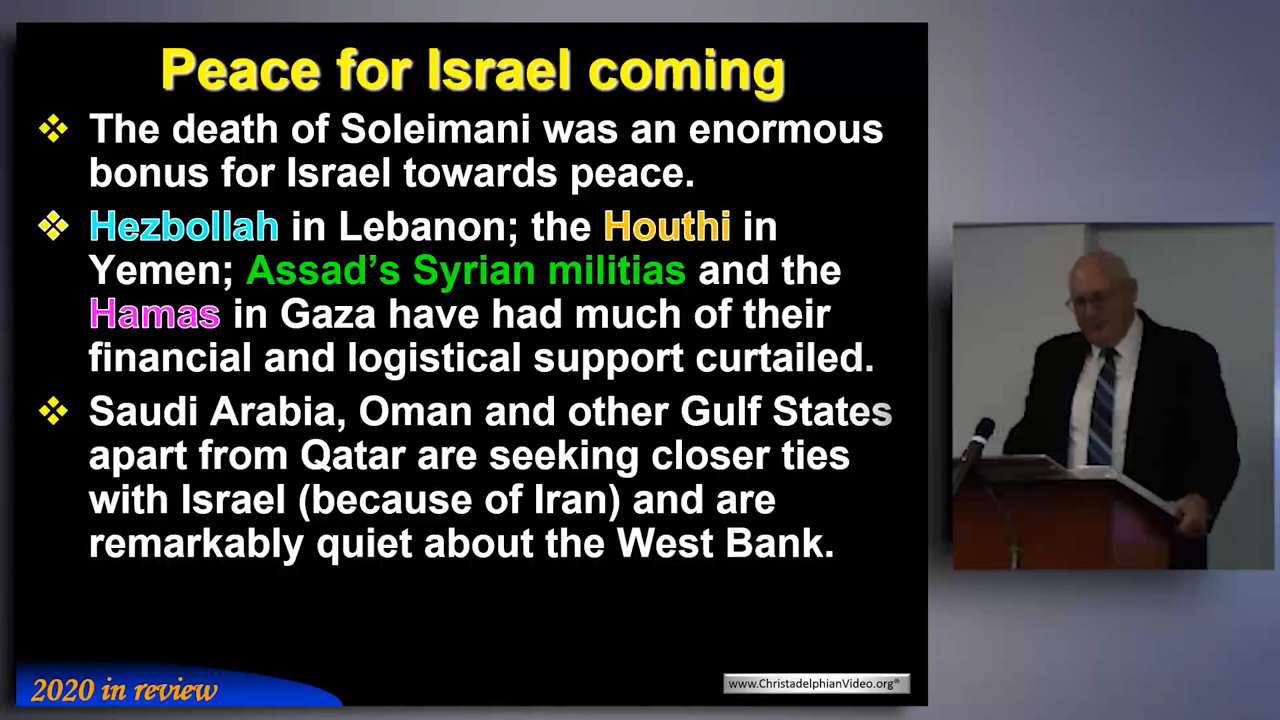 Peace for Israel coming
The death of Soleimani was an enormous
bonus for Israel towards peace.
Hezbollah in Lebanon; the Houthi in
Yemen; Assad's Syrian militias and the
Hamas in Gaza have had much of their
financial and logistical support curtailed.
Saudi Arabia, Oman and other Gulf States
apart from Qatar are seeking closer ties
with Israel (because of Iran) and are
remarkably quiet about the West Bank.
2020 in review
www.ChristadelphianVideo.org®